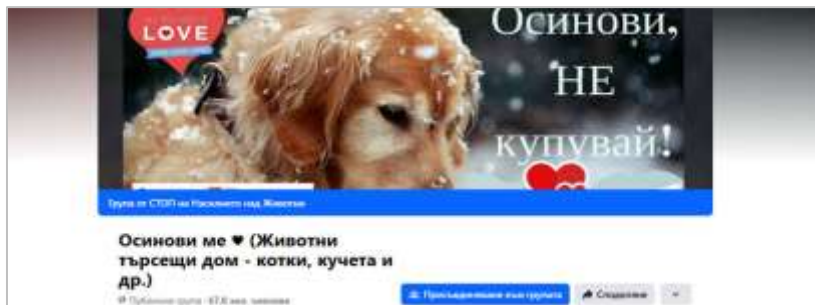 LOVE
Осинови,
НЕ
купувай!
Група от СТОП на Насилието над Животни
Осинови ме ♥ (Животни
търсещи дом - котки, кучета и
др.)
Публична група · 67,6 хил. членове
Присъединяване към групата
Споделяне